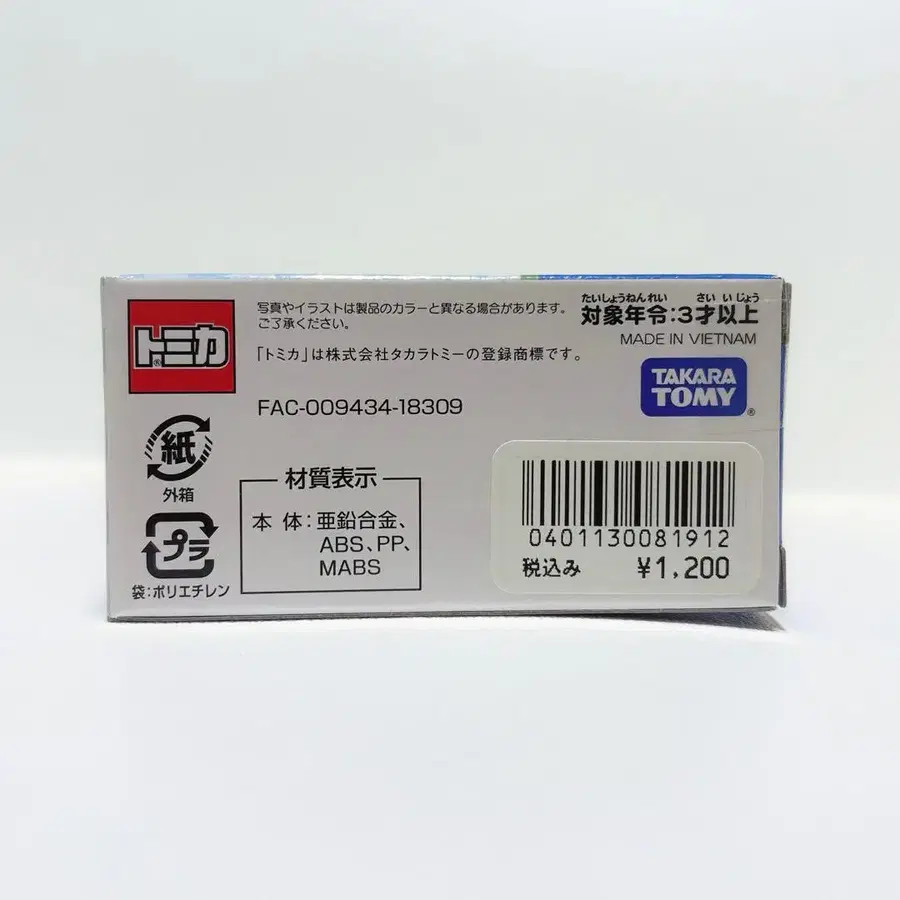 トミカ®
写真やイラストは製品のカラーと異なる場合があります。
ご了承ください。
「トミカ」は株式会社タカラトミーの登録商標です。
FAC-009434-18309
たいしょうねんれい さいいじょう
対象年令:3才以上
MADE IN VIETNAM
TAKARA
TOMY®
紙
外箱
プラ
袋:ポリエチレン
材質表示
本体:亜鉛合金、
ABS、PP、
MABS
0401130081912
税込み ¥1,200